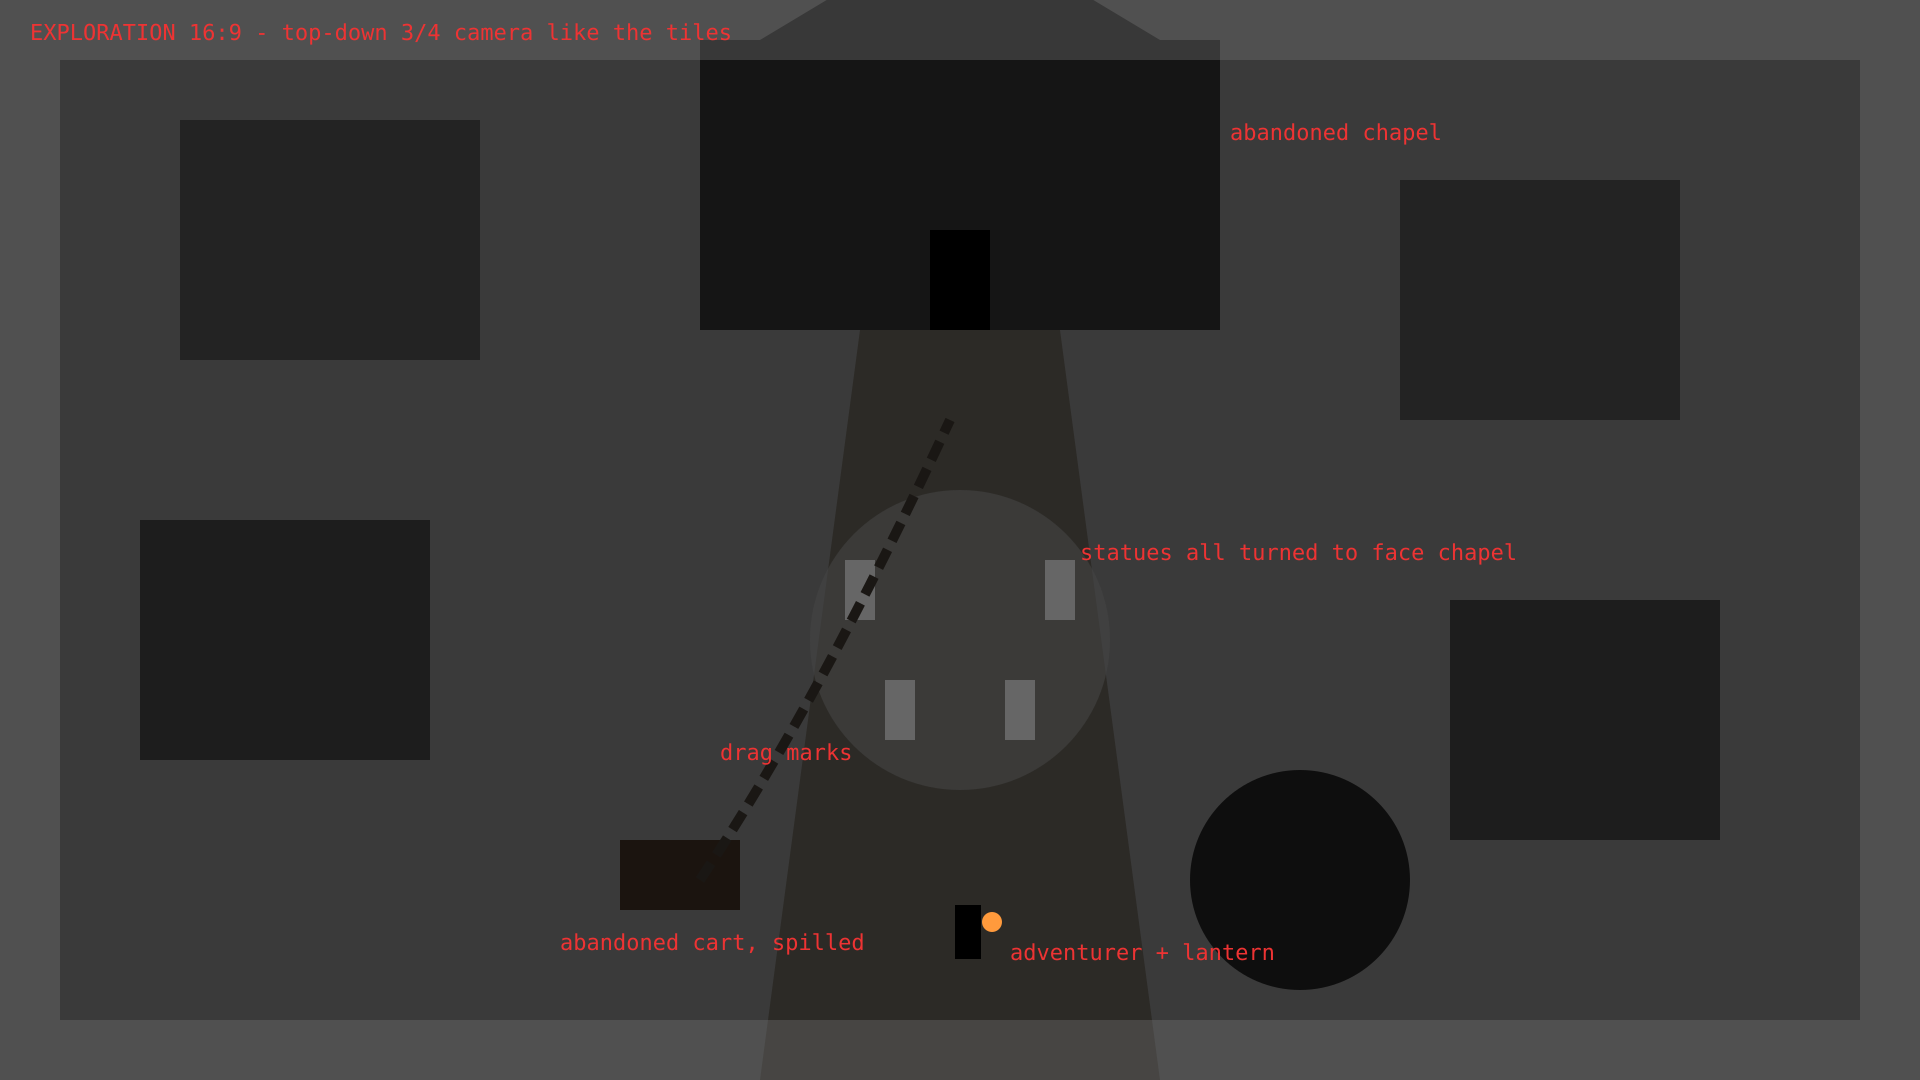 EXPLORATION 16:9 - top-down 3/4 camera like the tiles
abandoned chapel
statues all turned to face chapel
drag marks
abandoned cart, spilled
adventurer + lantern